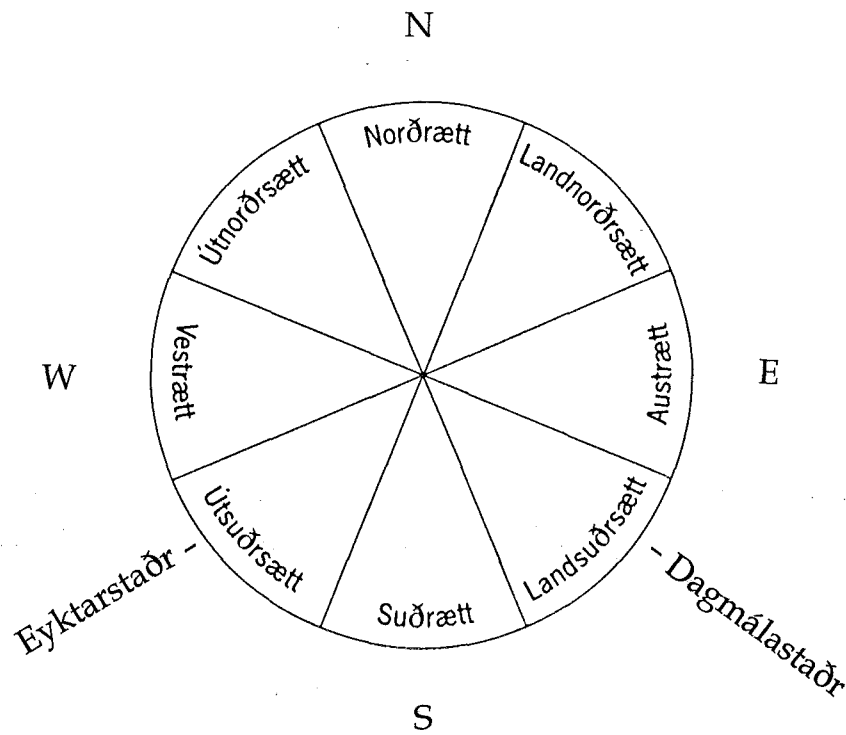 N
Norðrætt
Landnorðrsætt
Útnorðrsætt
Vestrætt
W
Austrætt
E
Útsuðrsætt
Landsuðrsætt
Suðrætt
Eyktarstaðr -
- Dagmálastaðr
S